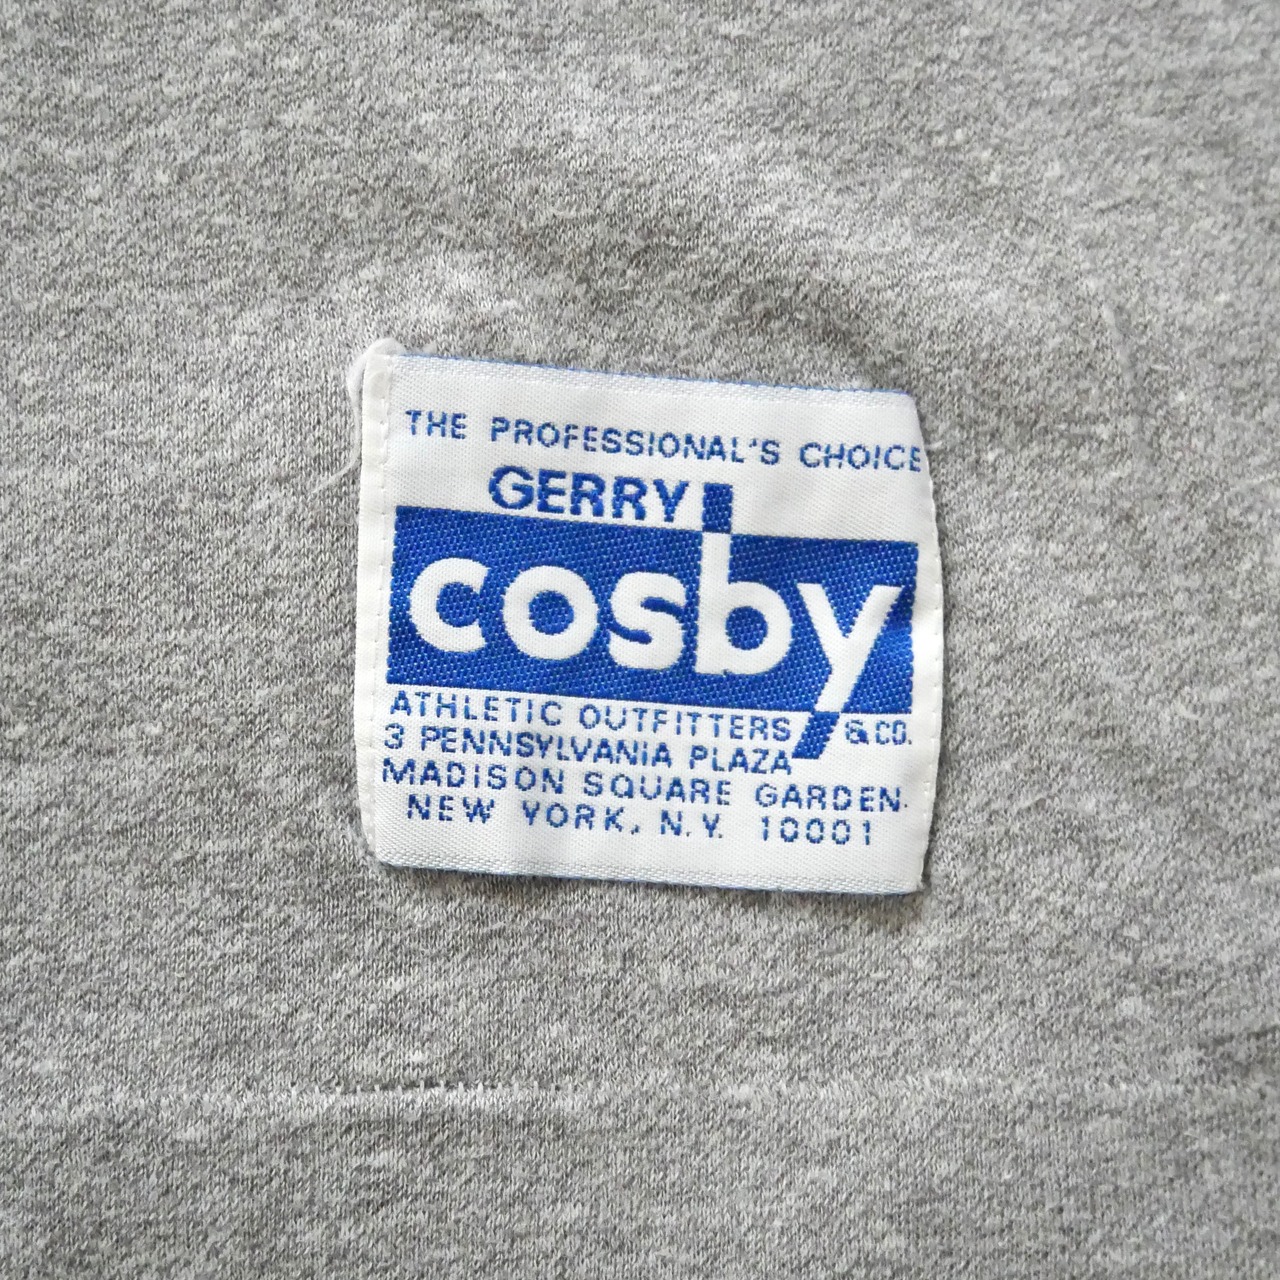 THE PROFESSIONAL'S CHOICE
GERRY
cosby
ATHLETIC OUTFITTERS & CO.
3 PENNSYLVANIA PLAZA
MADISON SQUARE GARDEN
NEW YORK, N.Y. 10001